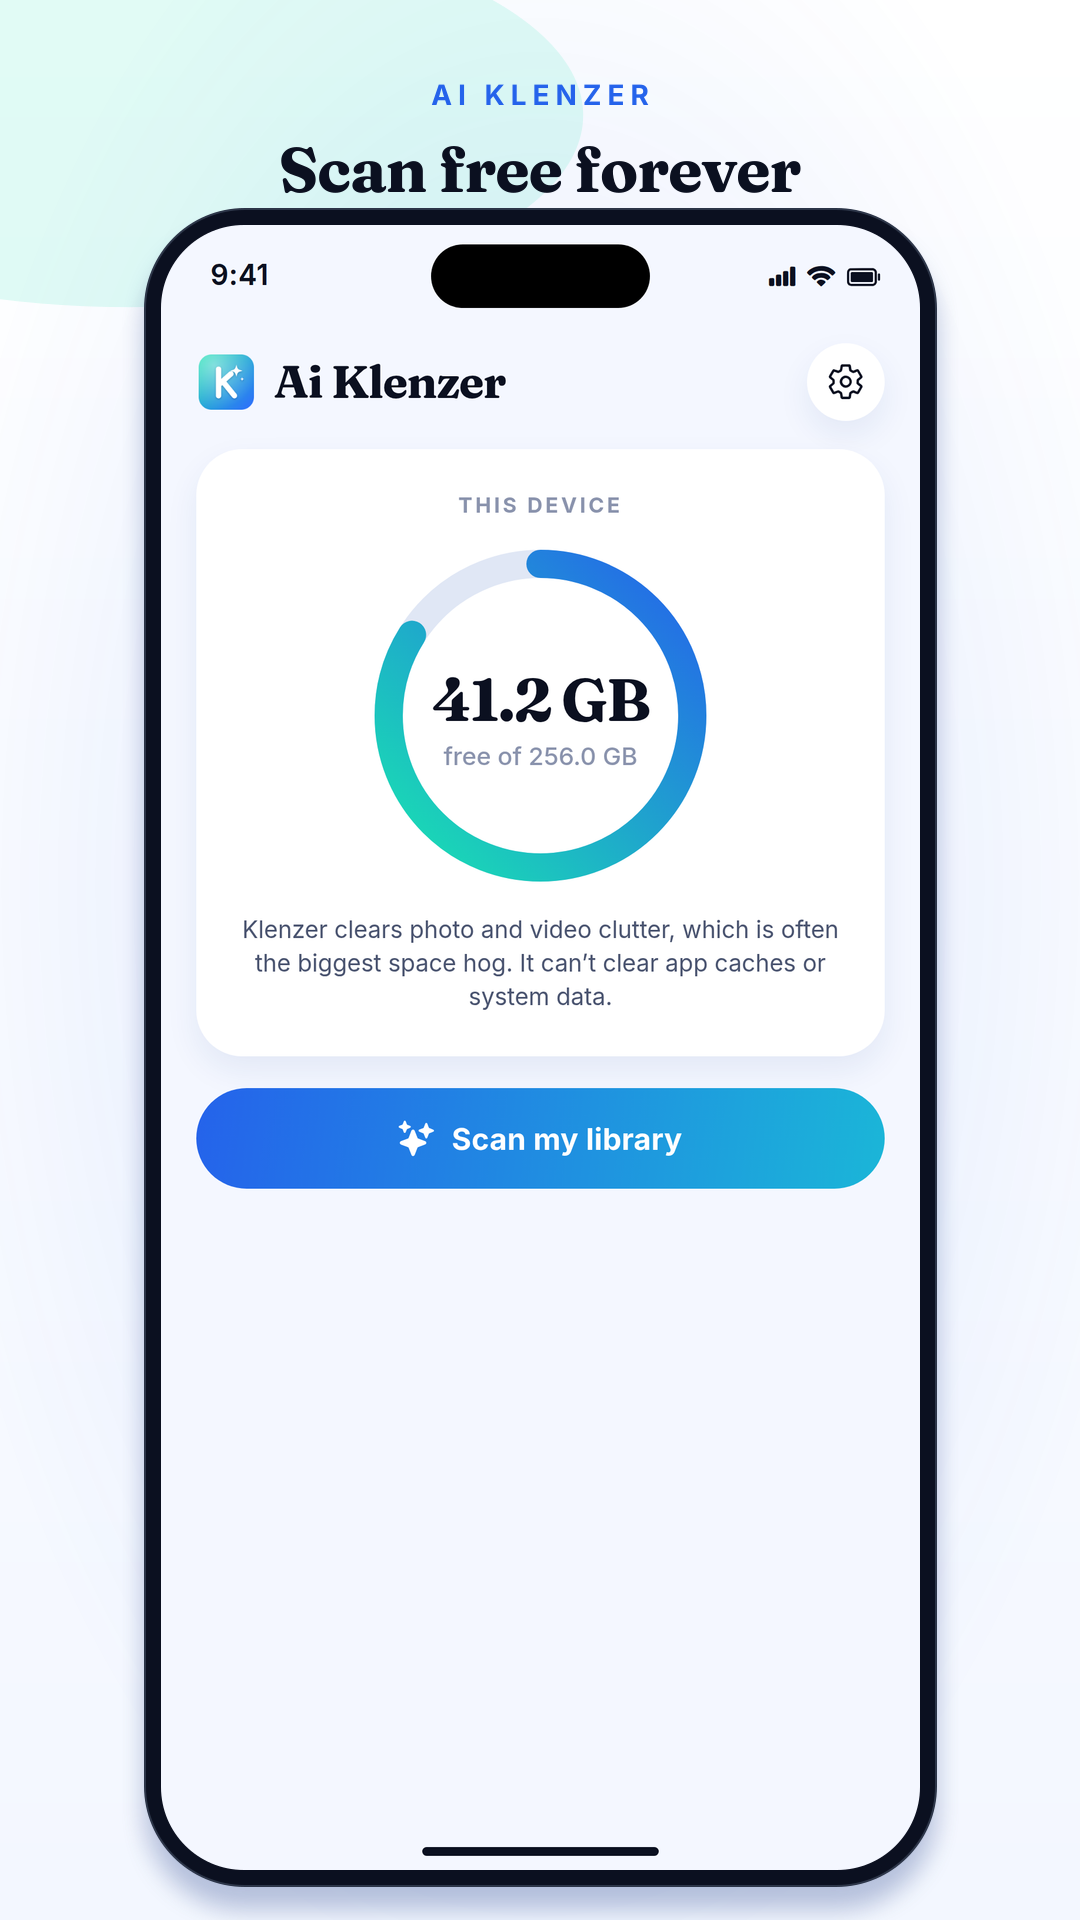 AI KLENZER
Scan free forever
9:41
K
Ai Klenzer
THIS DEVICE
41.2 GB
free of 256.0 GB
Klenzer clears photo and video clutter, which is often
the biggest space hog. It can’t clear app caches or
system data.
Scan my library